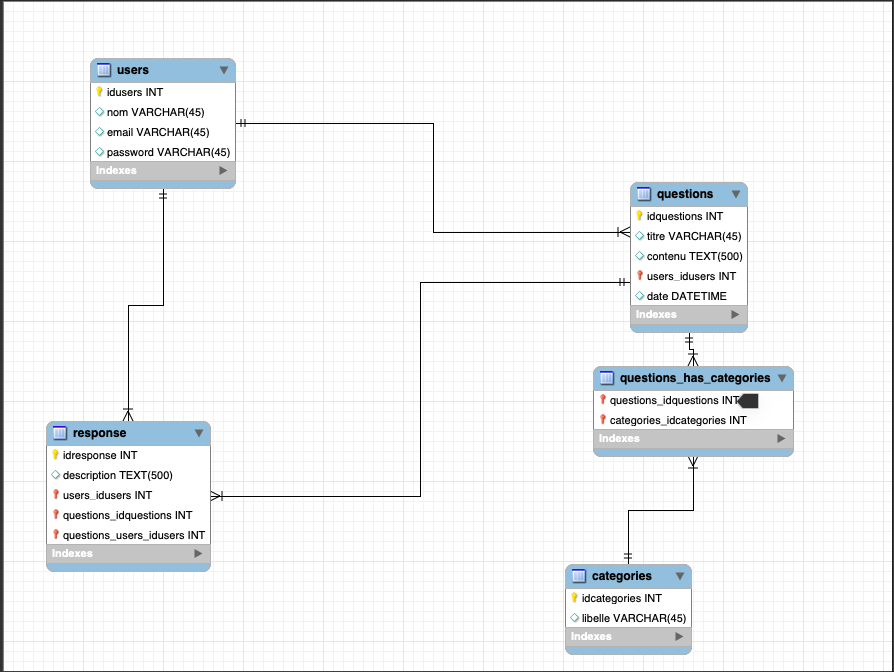 users
idusers INT
nom VARCHAR(45)
email VARCHAR(45)
password VARCHAR(45)
Indexes
questions
idquestions INT
titre VARCHAR(45)
contenu TEXT(500)
users_idusers INT
date DATETIME
Indexes
questions_has_categories
questions_idquestions INT
categories_idcategories INT
Indexes
response
idresponse INT
description TEXT(500)
users_idusers INT
questions_idquestions INT
questions_users_idusers INT
Indexes
categories
idcategories INT
libelle VARCHAR(45)
Indexes